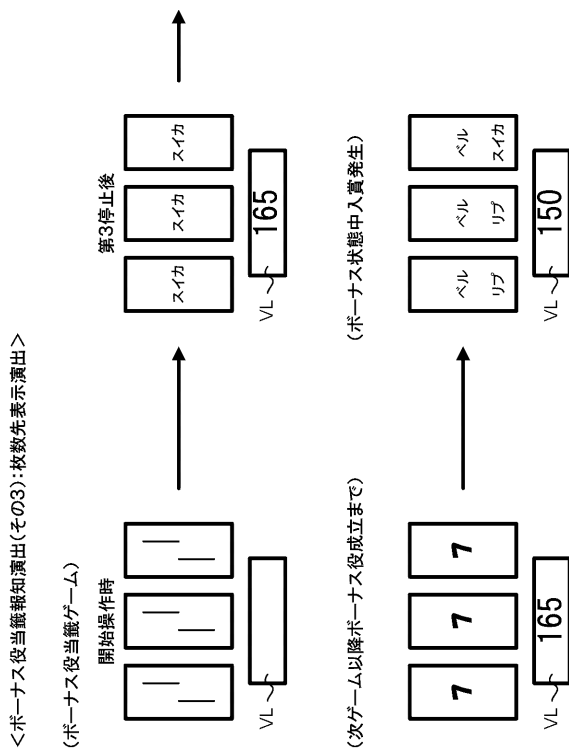 <ボーナス役当籤報知演出(その3):枚数先表示演出>
(ボーナス役当籤ゲーム)
開始操作時
VL
第3停止後
スイカ スイカ スイカ
VL 165
(次ゲーム以降ボーナス役成立まで)
7 7 7
VL 165
(ボーナス状態中入賞発生)
ベル ベル ベル
リプ リプ スイカ
VL 150